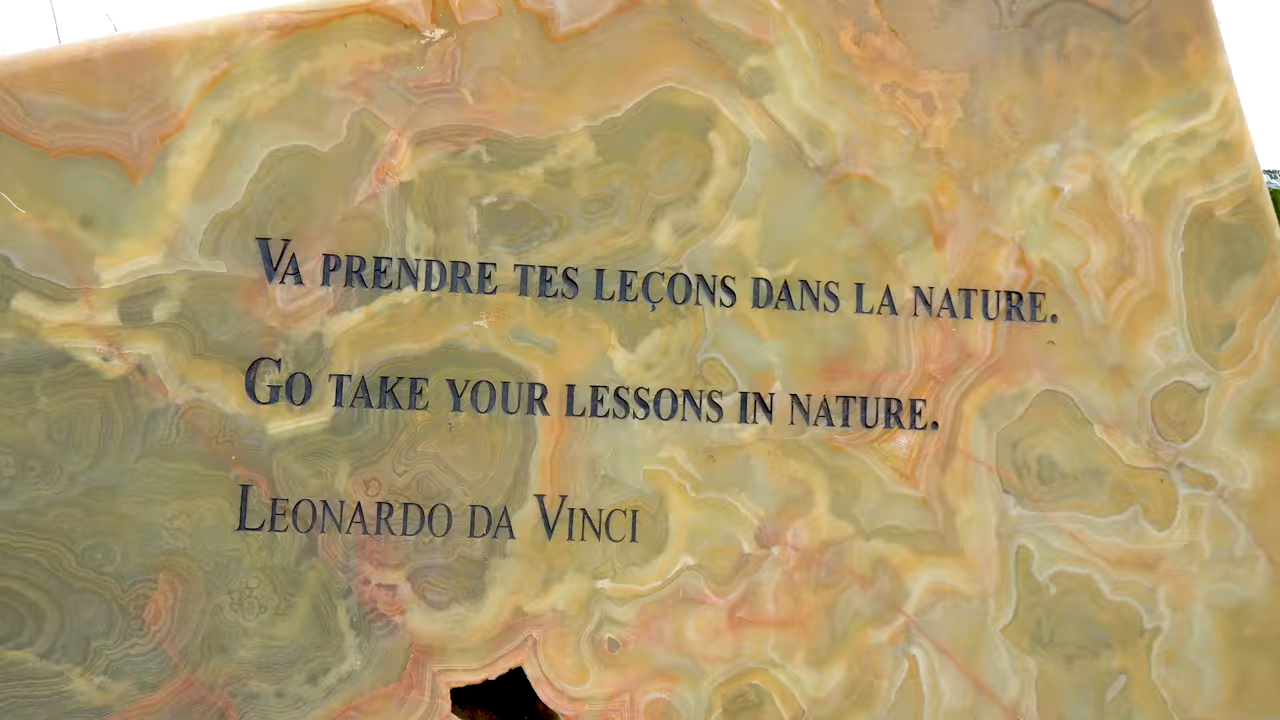 Va prendre tes leçons dans la nature.
Go take your lessons in nature.
Leonardo da Vinci